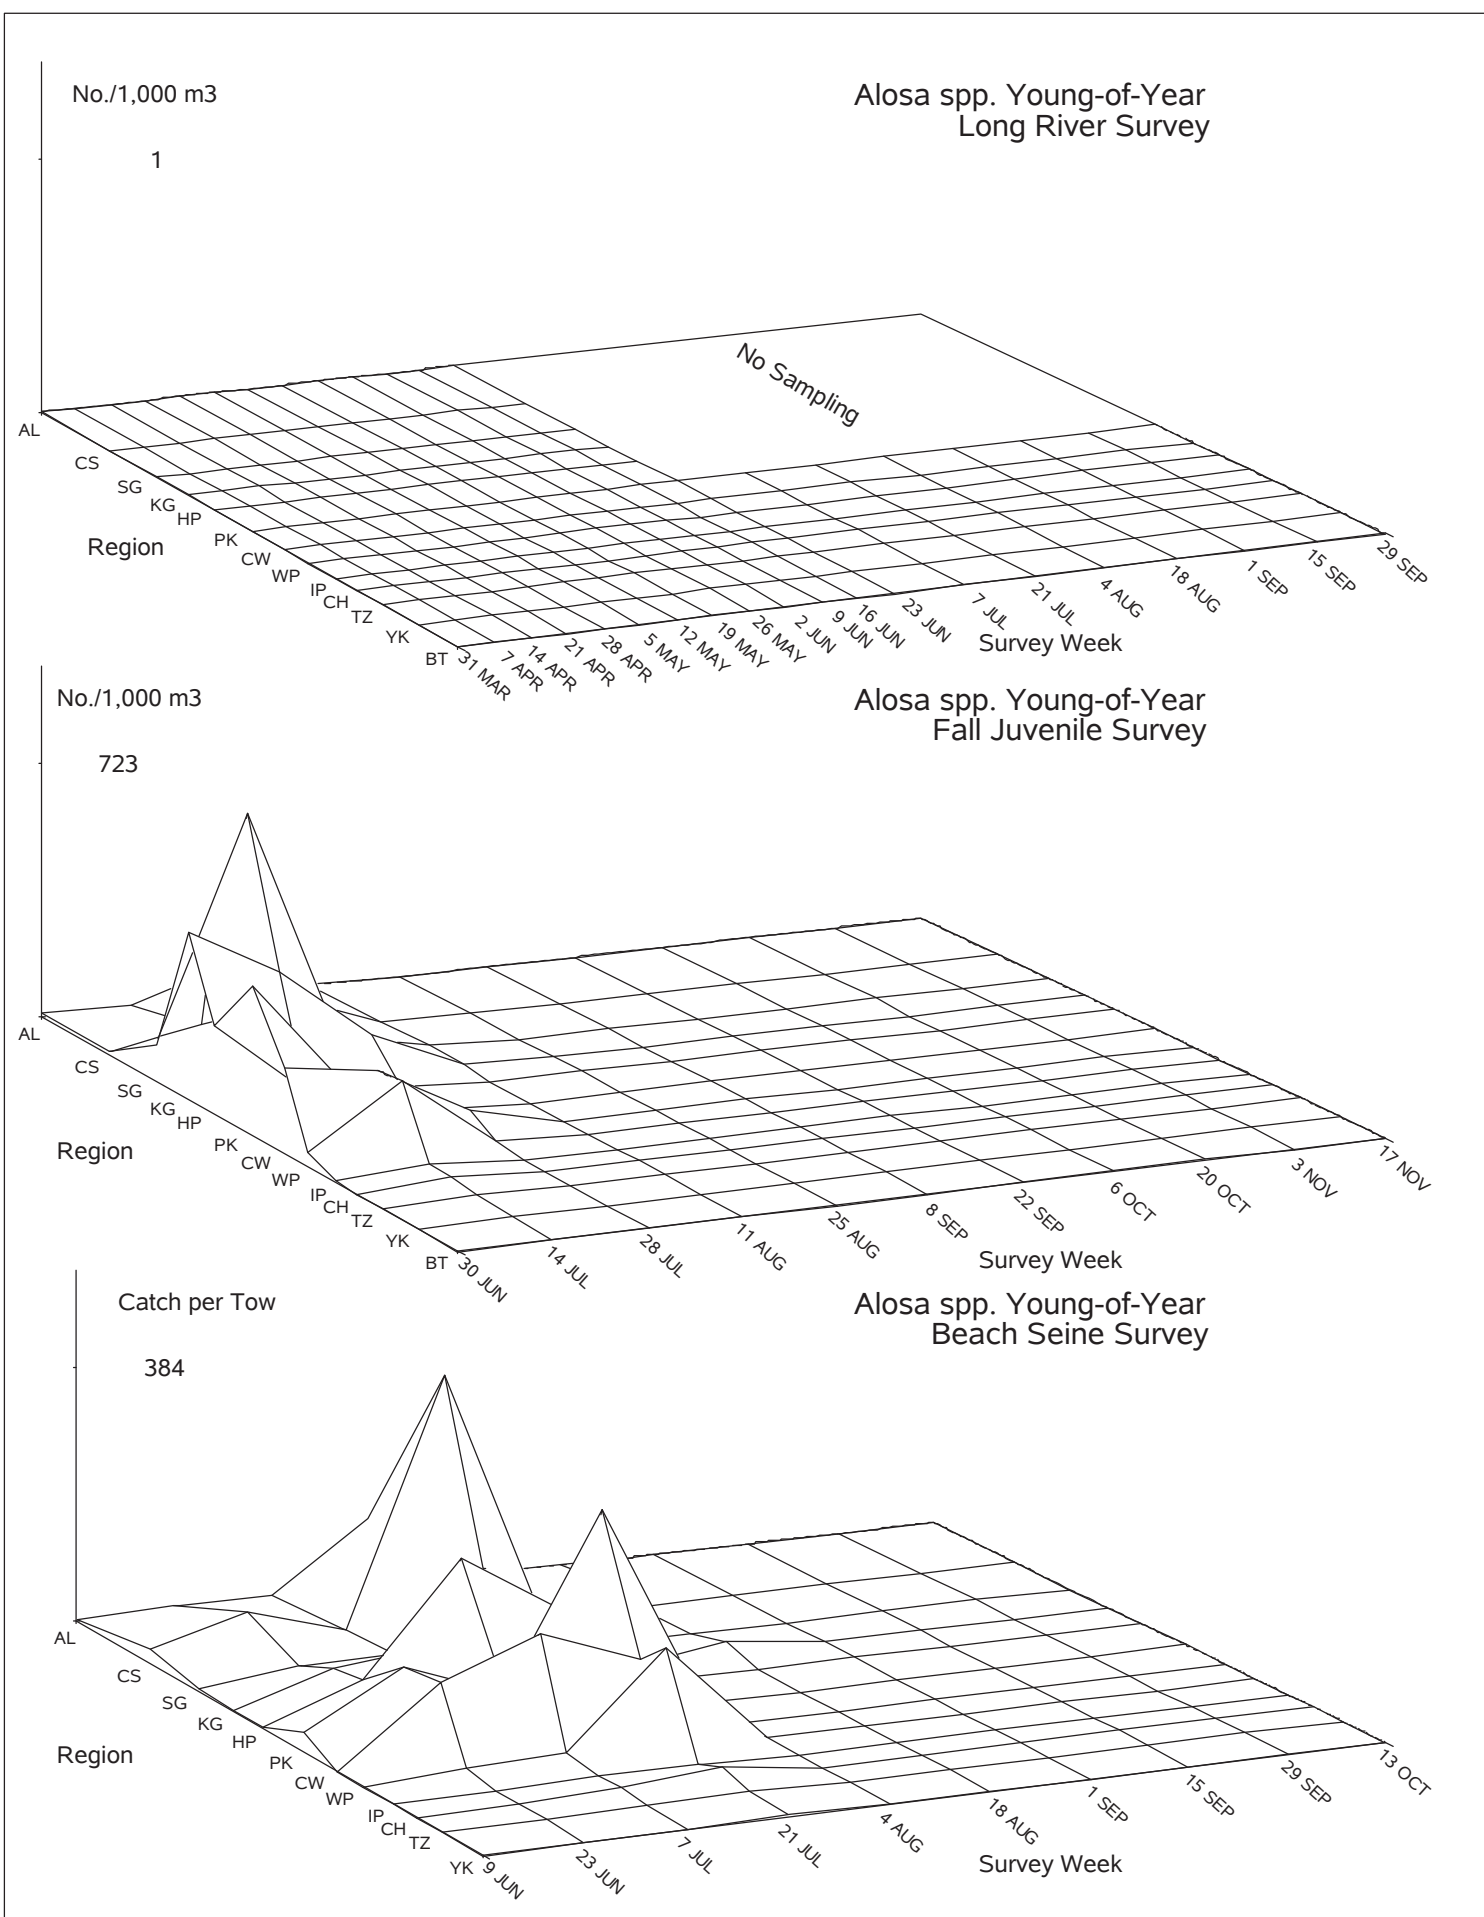 No./1,000 m3
Alosa spp. Young-of-Year
Long River Survey
1
No Sampling
AL
CS
SG
KG
HP
PK
CW
WP
IP
CH
TZ
YK
BT
Region
31 MAR
7 APR
14 APR
21 APR
28 APR
5 MAY
12 MAY
19 MAY
26 MAY
2 JUN
9 JUN
16 JUN
23 JUN
7 JUL
21 JUL
4 AUG
18 AUG
1 SEP
15 SEP
29 SEP
Survey Week
No./1,000 m3
Alosa spp. Young-of-Year
Fall Juvenile Survey
723
AL
CS
SG
KG
HP
PK
CW
WP
IP
CH
TZ
YK
BT
Region
30 JUN
14 JUL
28 JUL
11 AUG
25 AUG
8 SEP
22 SEP
6 OCT
20 OCT
3 NOV
17 NOV
Survey Week
Catch per Tow
Alosa spp. Young-of-Year
Beach Seine Survey
384
AL
CS
SG
KG
HP
PK
CW
WP
IP
CH
TZ
YK
Region
9 JUN
23 JUN
7 JUL
21 JUL
4 AUG
18 AUG
1 SEP
15 SEP
29 SEP
13 OCT
Survey Week